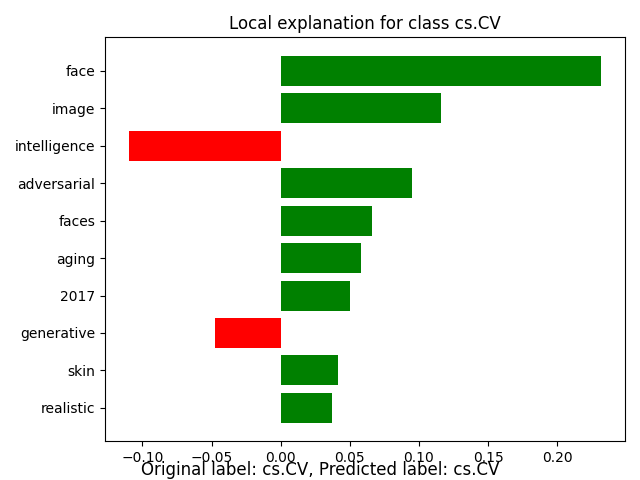 Local explanation for class cs.CV
face
image
intelligence
adversarial
faces
aging
2017
generative
skin
realistic
−0.10 −0.05 0.00 0.05 0.10 0.15 0.20
Original label: cs.CV, Predicted label: cs.CV